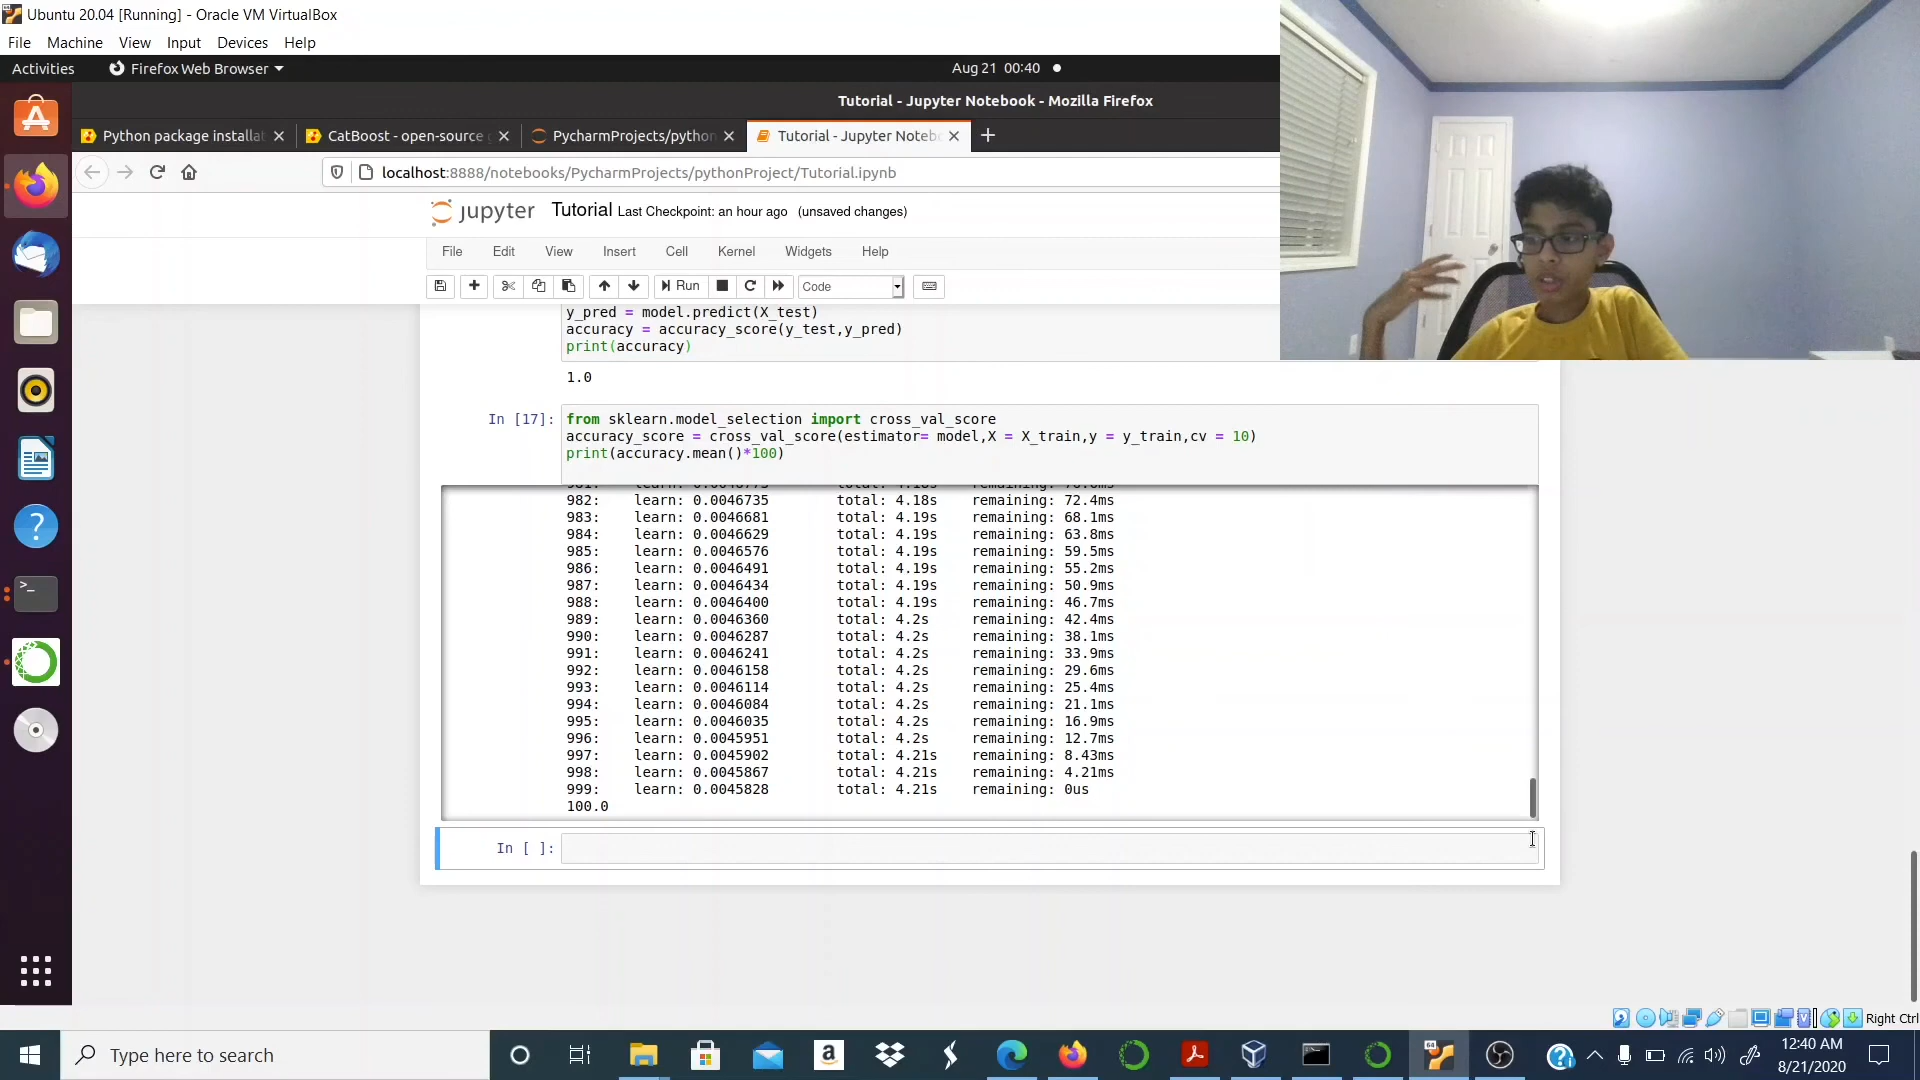 Ubuntu 20.04 [Running] - Oracle VM VirtualBox
File Machine View Input Devices Help
Activities Firefox Web Browser Aug 21 00:40
Tutorial - Jupyter Notebook - Mozilla Firefox
Python package installat CatBoost - open-source PycharmProjects/python Tutorial - Jupyter Noteb
localhost:8888/notebooks/PycharmProjects/pythonProject/Tutorial.ipynb
jupyter Tutorial Last Checkpoint: an hour ago (unsaved changes)
File Edit View Insert Cell Kernel Widgets Help
Run Code
y_pred = model.predict(X_test)
accuracy = accuracy_score(y_test,y_pred)
print(accuracy)
1.0
In [17]: from sklearn.model_selection import cross_val_score
accuracy_score = cross_val_score(estimator= model,X = X_train,y = y_train,cv = 10)
print(accuracy.mean()*100)
982: learn: 0.0046735 total: 4.18s remaining: 72.4ms
983: learn: 0.0046681 total: 4.19s remaining: 68.1ms
984: learn: 0.0046629 total: 4.19s remaining: 63.8ms
985: learn: 0.0046576 total: 4.19s remaining: 59.5ms
986: learn: 0.0046491 total: 4.19s remaining: 55.2ms
987: learn: 0.0046434 total: 4.19s remaining: 50.9ms
988: learn: 0.0046400 total: 4.19s remaining: 46.7ms
989: learn: 0.0046360 total: 4.2s remaining: 42.4ms
990: learn: 0.0046287 total: 4.2s remaining: 38.1ms
991: learn: 0.0046241 total: 4.2s remaining: 33.9ms
992: learn: 0.0046158 total: 4.2s remaining: 29.6ms
993: learn: 0.0046114 total: 4.2s remaining: 25.4ms
994: learn: 0.0046084 total: 4.2s remaining: 21.1ms
995: learn: 0.0046035 total: 4.2s remaining: 16.9ms
996: learn: 0.0045951 total: 4.2s remaining: 12.7ms
997: learn: 0.0045902 total: 4.21s remaining: 8.43ms
998: learn: 0.0045867 total: 4.21s remaining: 4.21ms
999: learn: 0.0045828 total: 4.21s remaining: 0us
100.0
In [ ]:
Right Ctrl
Type here to search
12:40 AM
8/21/2020